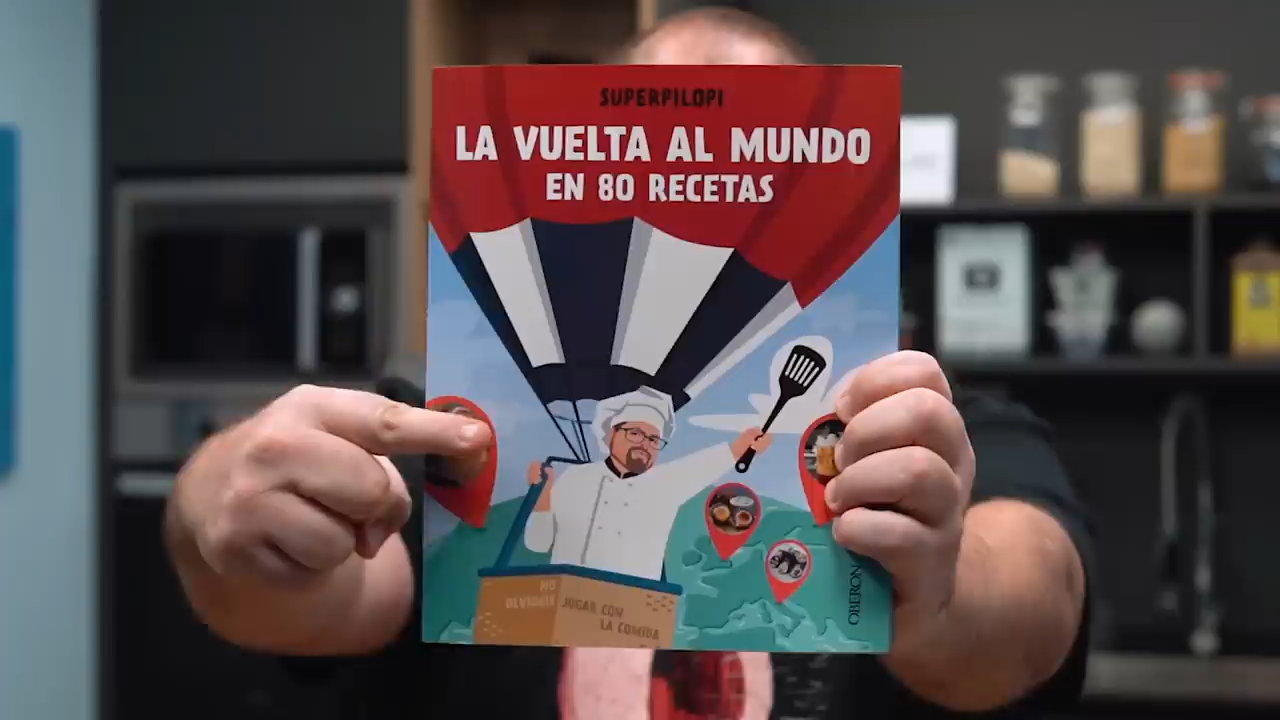 SUPERPILOPI
LA VUELTA AL MUNDO
EN 80 RECETAS
NO
OLVIDES JUGAR CON
LA COMIDA
OBERON